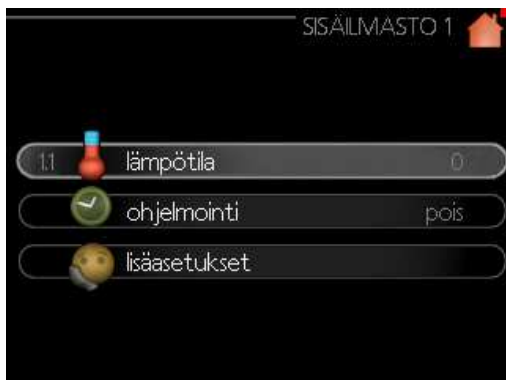 SISÄILMASTO 1
1.1 lämpötila 0
ohjelmointi pois
lisäasetukset